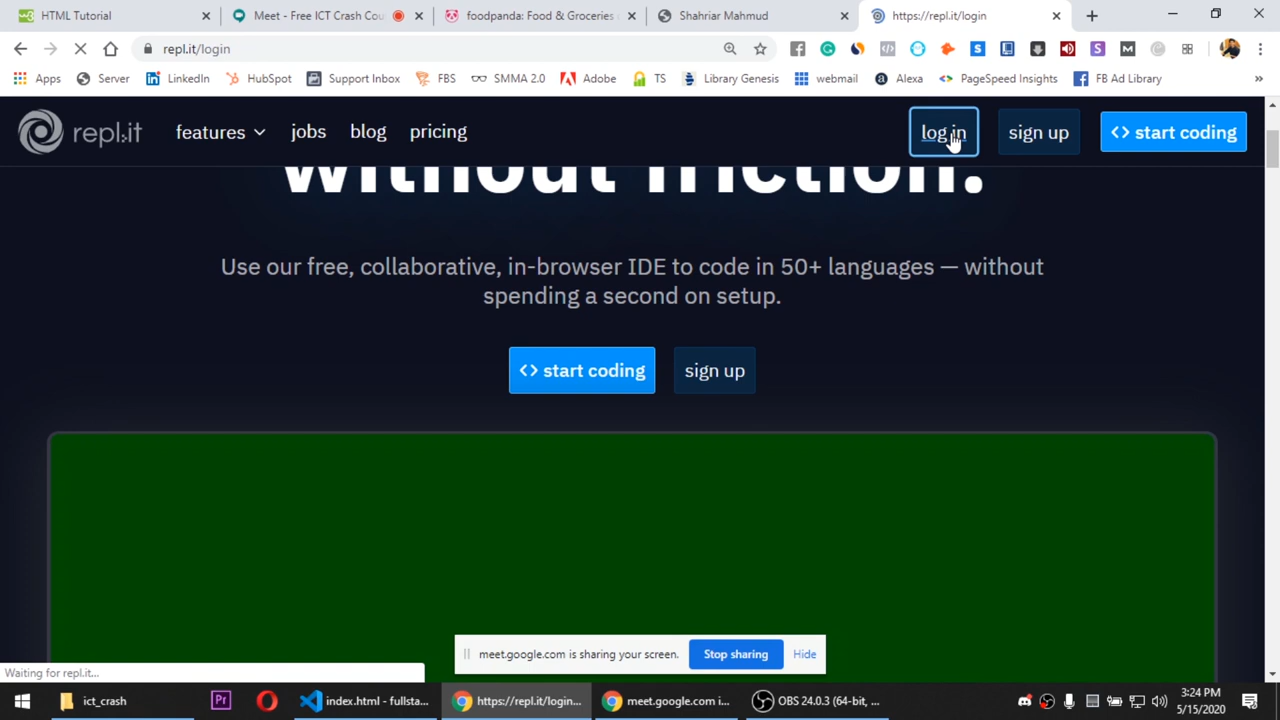 HTML Tutorial
Meet - Free ICT Crash Cou
foodpanda: Food & Groceries
Shahriar Mahmud
https://repl.it/login
repl.it/login
Apps
Server
LinkedIn
HubSpot
Support Inbox
FBS
SMMA 2.0
Adobe
TS
Library Genesis
webmail
Alexa
PageSpeed Insights
FB Ad Library
»
repl.it
features
jobs
blog
pricing
log in
sign up
<> start coding
without friction.
Use our free, collaborative, in-browser IDE to code in 50+ languages — without
spending a second on setup.
<> start coding
sign up
meet.google.com is sharing your screen.
Stop sharing
Hide
Waiting for repl.it...
ict_crash
Pr
index.html - fullsta...
https://repl.it/login...
meet.google.com i...
OBS 24.0.3 (64-bit, ...
3:24 PM
5/15/2020